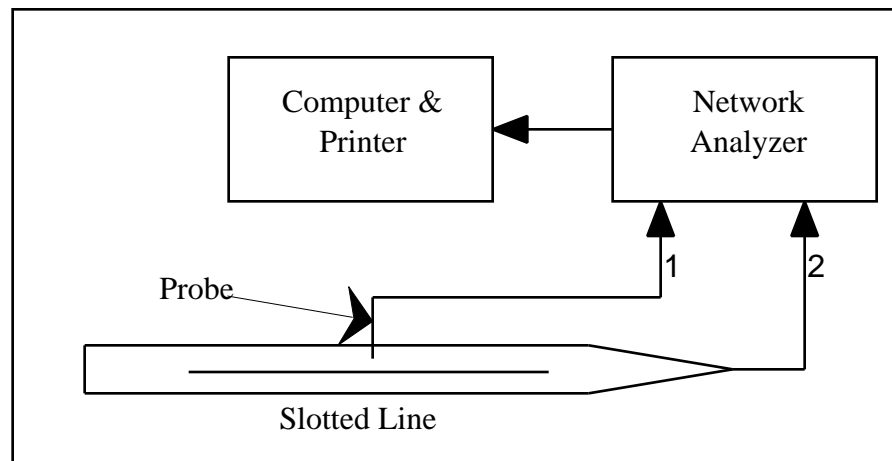 Computer &
Printer
Network
Analyzer
1
2
Probe
Slotted Line